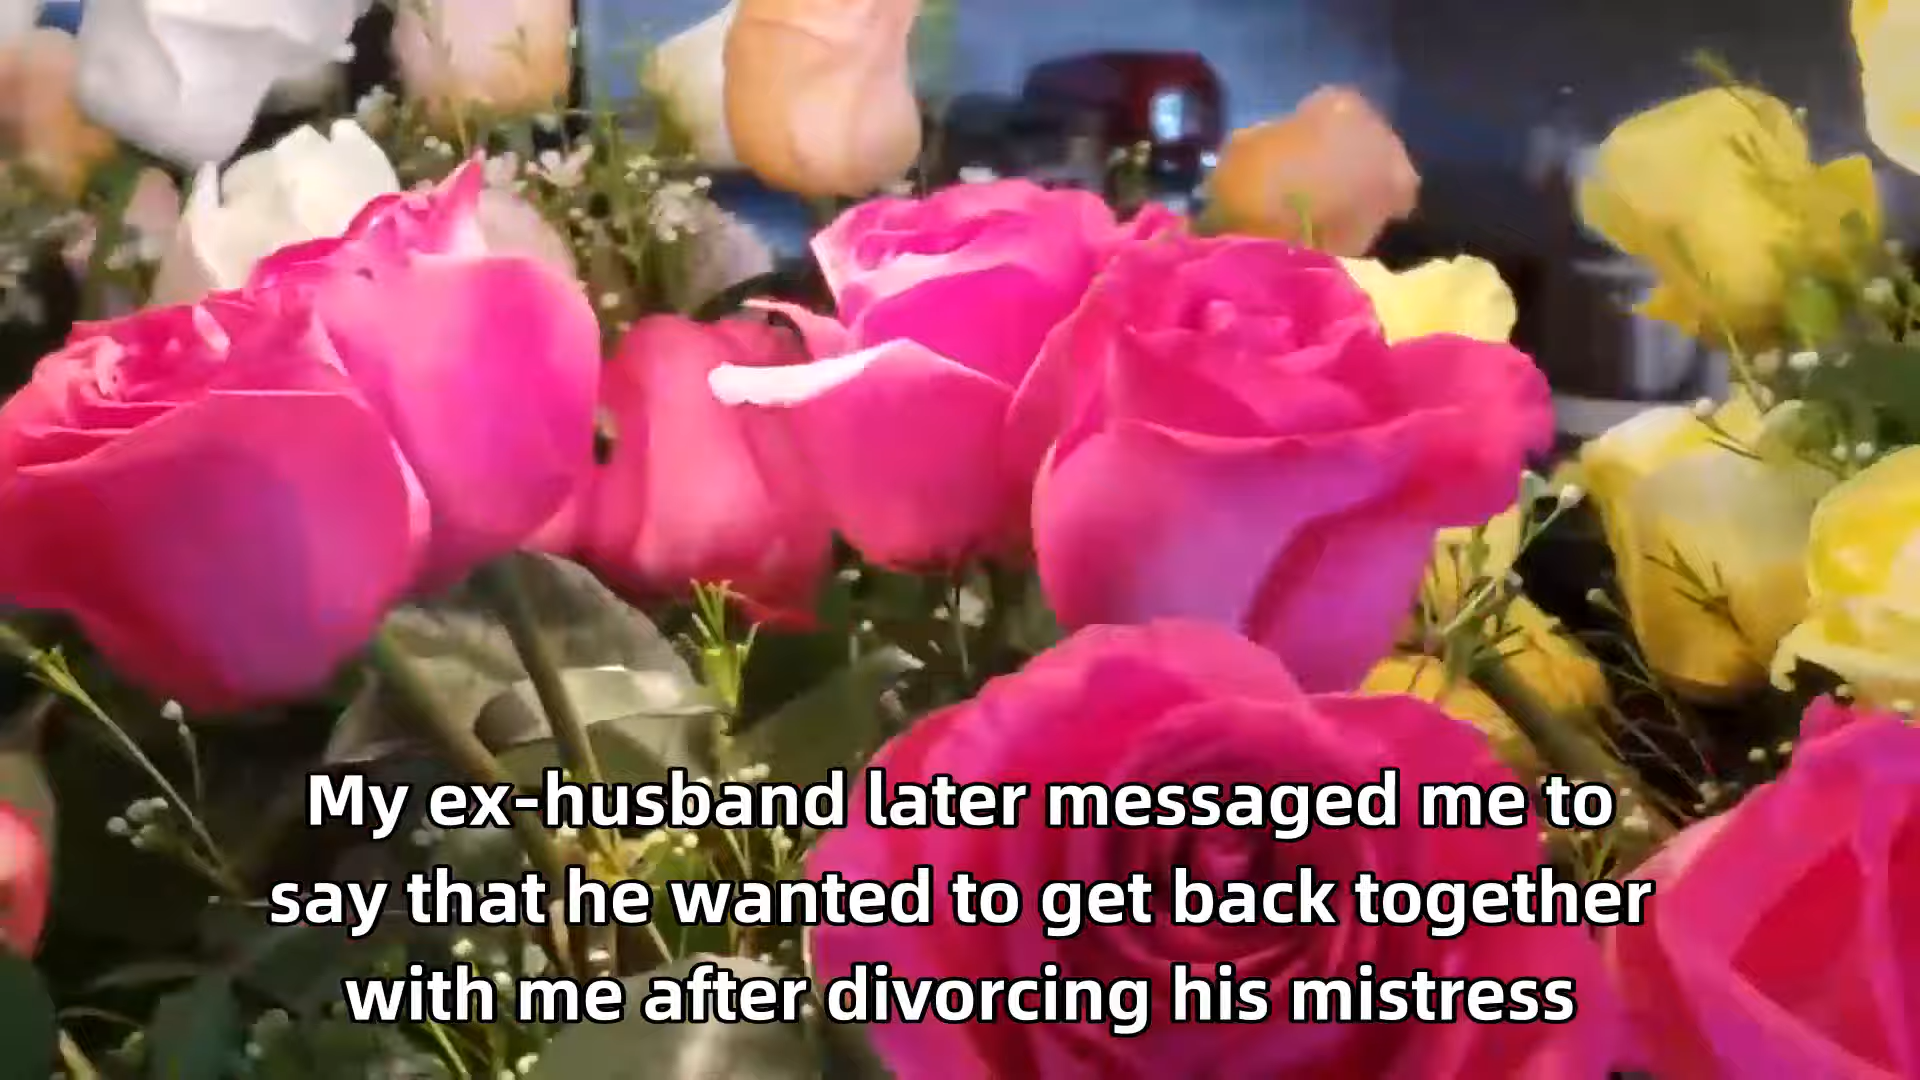 My ex-husband later messaged me to
say that he wanted to get back together
with me after divorcing his mistress